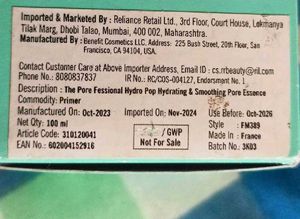 Imported & Marketed By : Reliance Retail Ltd., 3rd Floor, Court House, Lokmanya
Tilak Marg, Dhobi Talao, Mumbai, 400 002, Maharashtra.
Manufactured By : Benefit Cosmetics LLC, Address: 225 Bush Street, 20th Floor, San
Francisco, CA 94104, USA.
Contact Customer Care at Above Importer Address, Email ID : cs.rrbeauty@ril.com
Phone No : 8080837837 Import RC No : RC/COS-004127, Endorsment No.
Description : The Pore Fessional Hydro Pop Hydrating & Smoothing Pore Essence
Commodity: Primer
Manufactured On: Oct-2023 Imported On: Nov-2024 Use Before: Oct-2026
Net Qty: 100 ml Style: FM389
Article: 310120041 / GWP Made in : France
EAN: 602004152916 Not For Sale Batch No: 3K03